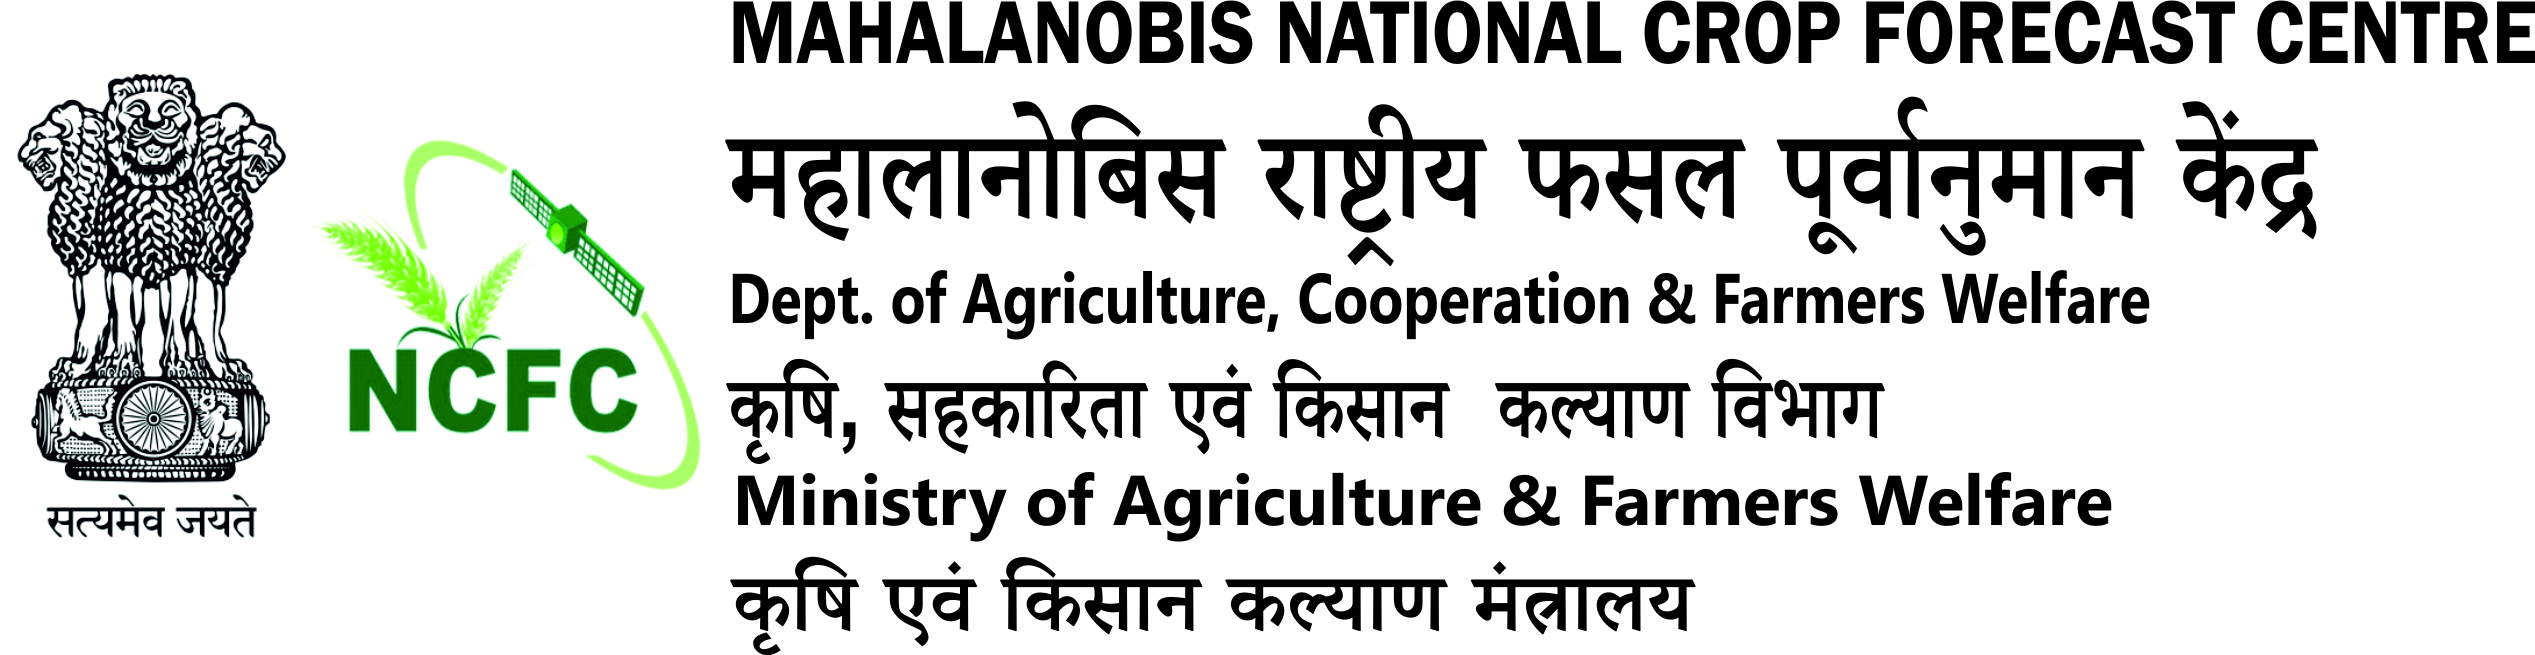 MAHALANOBIS NATIONAL CROP FORECAST CENTRE
महालानोबिस राष्ट्रीय फसल पूर्वानुमान केंद्र
Dept. of Agriculture, Cooperation & Farmers Welfare
कृषि, सहकारिता एवं किसान कल्याण विभाग
Ministry of Agriculture & Farmers Welfare
कृषि एवं किसान कल्याण मंत्रालय
NCFC
सत्यमेव जयते